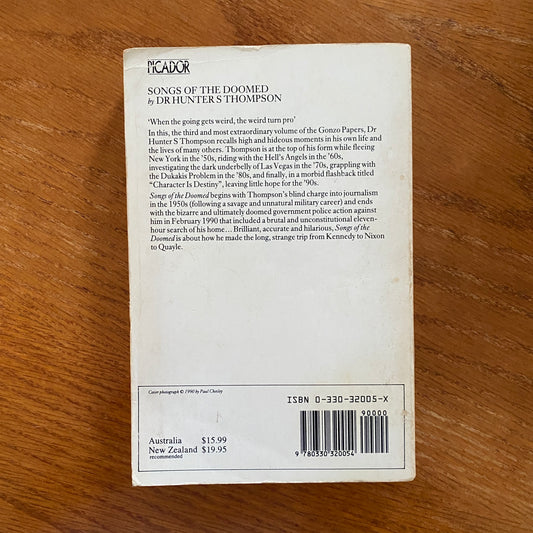 PICADOR
SONGS OF THE DOOMED
by DR HUNTER S THOMPSON
‘When the going gets weird, the weird turn pro’
In this, the third and most extraordinary volume of the Gonzo Papers, Dr
Hunter S Thompson recalls high and hideous moments in his own life and
the lives of many others. Thompson is at the top of his form while fleeing
New York in the ’50s, riding with the Hell’s Angels in the ’60s,
investigating the dark underbelly of Las Vegas in the ’70s, grappling with
the Dukakis Problem in the ’80s, and finally, in a morbid flashback titled
“Character Is Destiny”, leaving little hope for the ’90s.
Songs of the Doomed begins with Thompson’s blind charge into journalism
in the 1950s (following a savage and unnatural military career) and ends
with the bizarre and ultimately doomed government police action against
him in February 1990 that included a brutal and unconstitutional eleven-
hour search of his home... Brilliant, accurate and hilarious, Songs of the
Doomed is about how he made the long, strange trip from Kennedy to Nixon
to Quayle.
Cover photograph © 1990 by Paul Chesley
ISBN 0-330-32005-X
90000
9 780330 320054
Australia $15.99
New Zealand $19.95
recommended